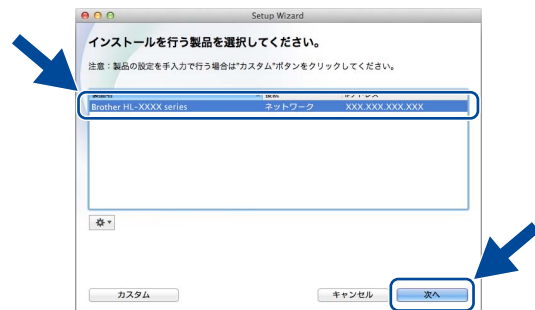 Setup Wizard
インストールを行う製品を選択してください。
注意：製品の設定を手入力で行う場合は"カスタム"ボタンをクリックしてください。
Brother HL-XXXX series ネットワーク XXX.XXX.XXX.XXX
カスタム キャンセル 次へ